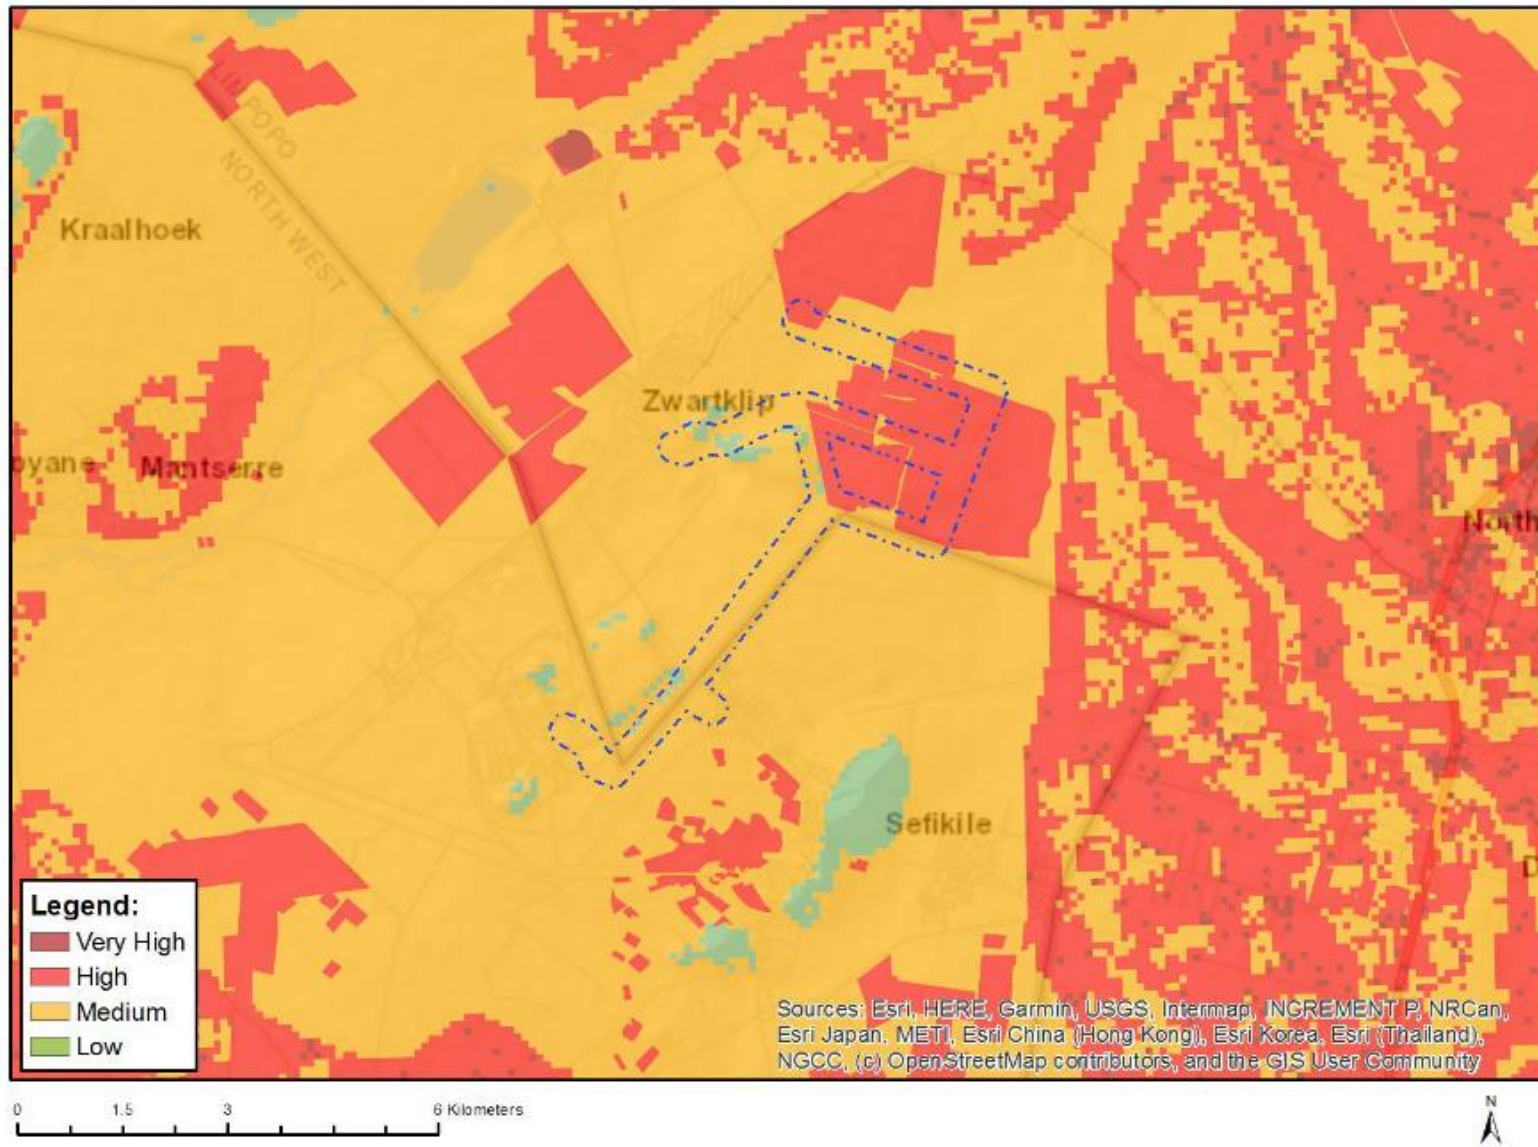 LIMPOPO
NORTH WEST
Kraalhoek
Zwartklip
oyane
Mantserre
North
Sefikile
D
Legend:
Very High
High
Medium
Low
Sources: Esri, HERE, Garmin, USGS, Intermap, INCREMENT P, NRCan,
Esri Japan, METI, Esri China (Hong Kong), Esri Korea, Esri (Thailand),
NGCC, (c) OpenStreetMap contributors, and the GIS User Community
0 1.5 3 6 Kilometers
N